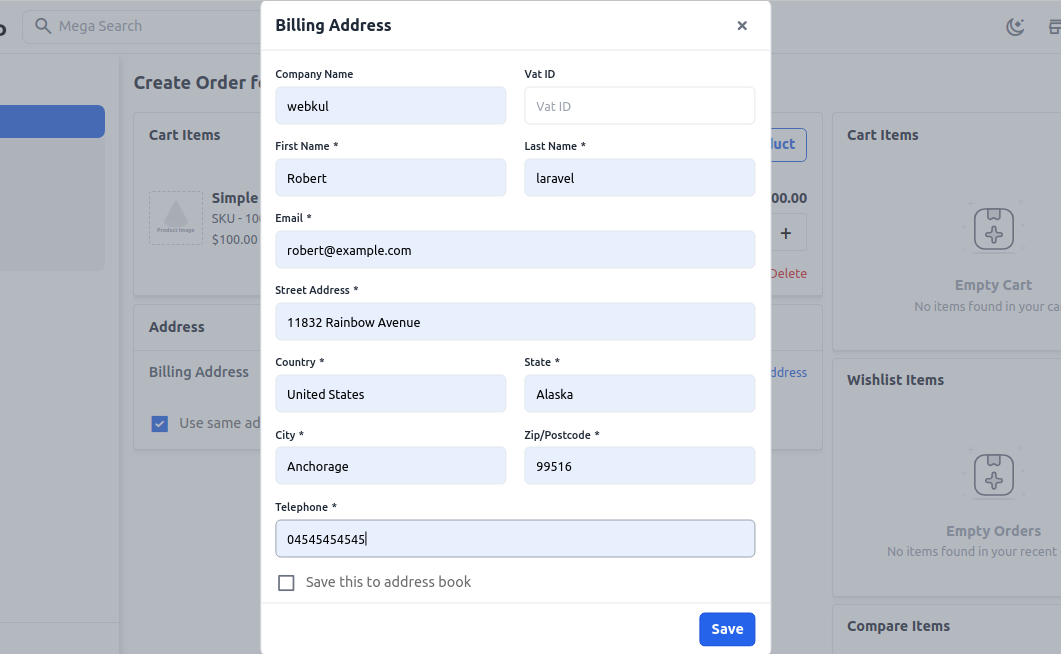 Mega Search
Billing Address
Company Name
webkul
Vat ID
Vat ID
First Name *
Robert
Last Name *
laravel
Email *
robert@example.com
Street Address *
11832 Rainbow Avenue
Country *
United States
State *
Alaska
City *
Anchorage
Zip/Postcode *
99516
Telephone *
04545454545
Save this to address book
Save
Create Order
Cart Items
Product Image
Simple
SKU - 10
$100.00
00.00
+
Delete
Address
Billing Address
Use same ad
Cart Items
Empty Cart
No items found in your
Wishlist Items
Empty Orders
No items found in your recent
Compare Items